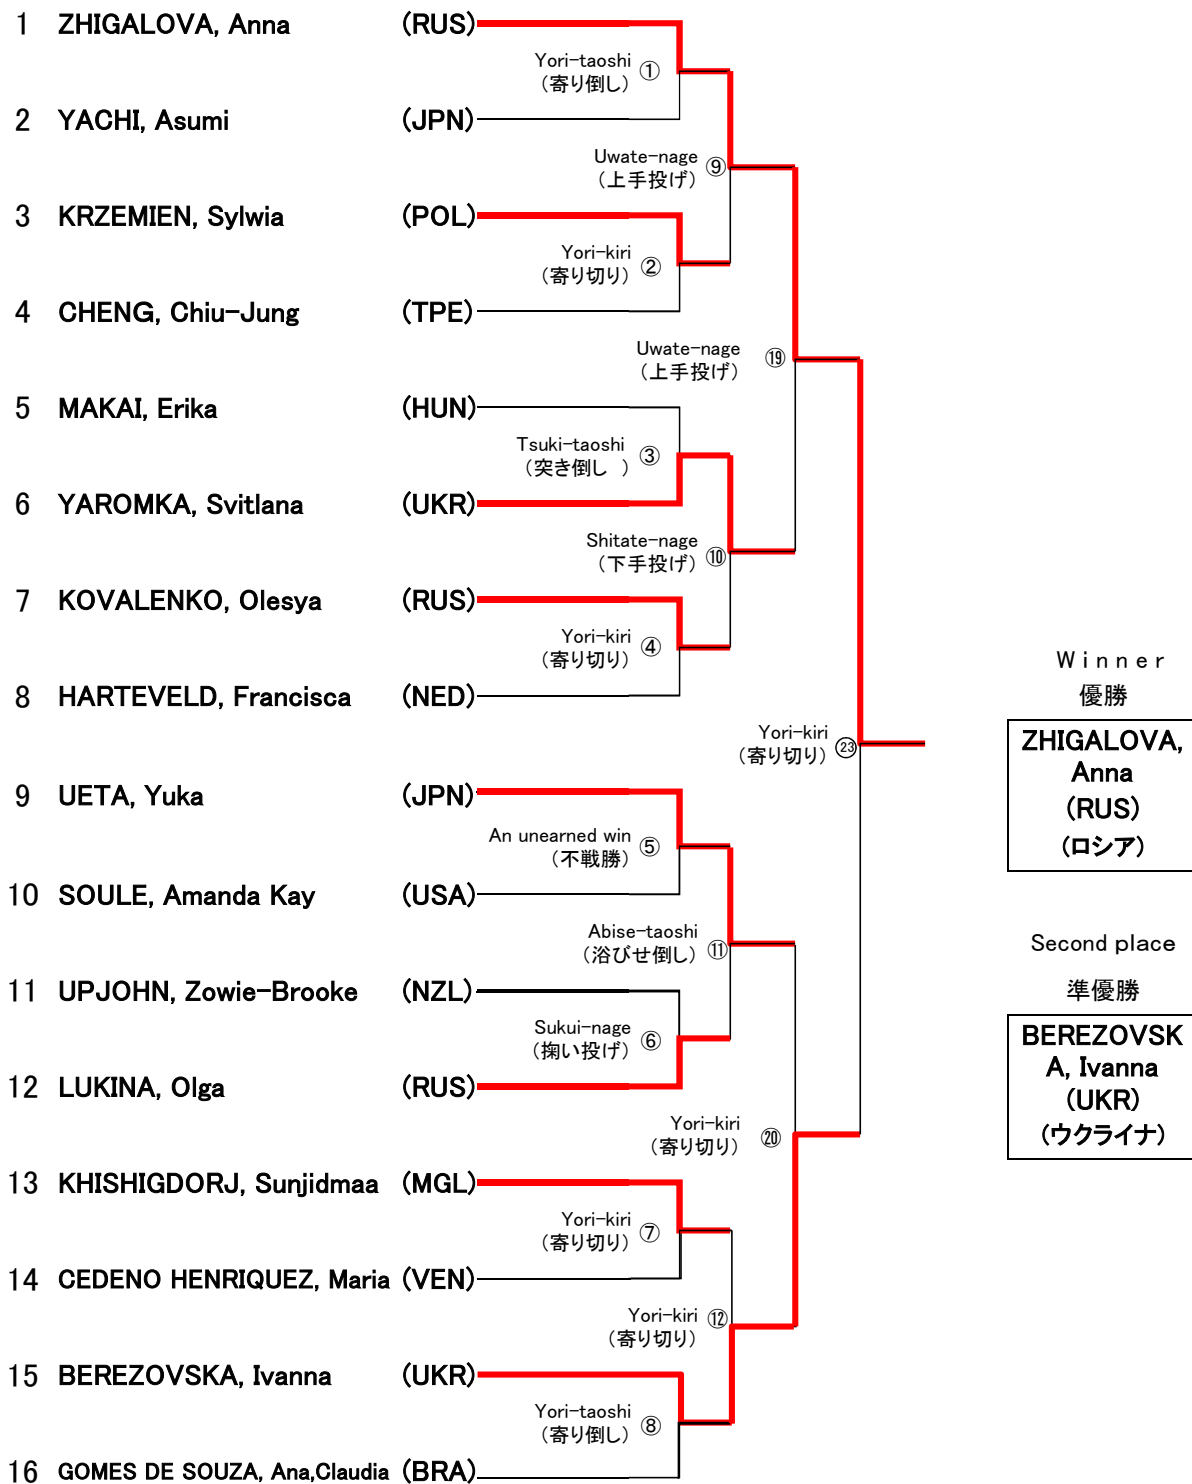 1 ZHIGALOVA, Anna (RUS)
Yori-taoshi ①
(寄り倒し)
2 YACHI, Asumi (JPN)
Uwate-nage ⑨
(上手投げ)
3 KRZEMIEN, Sylwia (POL)
Yori-kiri ②
(寄り切り)
4 CHENG, Chiu-Jung (TPE)
Uwate-nage ⑲
(上手投げ)
5 MAKAI, Erika (HUN)
Tsuki-taoshi ③
(突き倒し )
6 YAROMKA, Svitlana (UKR)
Shitate-nage ⑩
(下手投げ)
7 KOVALENKO, Olesya (RUS)
Yori-kiri ④
(寄り切り)
8 HARTEVELD, Francisca (NED)
Yori-kiri ㉓
(寄り切り)
Winner
優勝
ZHIGALOVA,
Anna
(RUS)
(ロシア)
9 UETA, Yuka (JPN)
An unearned win ⑤
(不戦勝)
10 SOULE, Amanda Kay (USA)
Abise-taoshi ⑪
(浴びせ倒し)
11 UPJOHN, Zowie-Brooke (NZL)
Sukui-nage ⑥
(掬い投げ)
12 LUKINA, Olga (RUS)
Second place
準優勝
BEREZOVSK
A, Ivanna
(UKR)
(ウクライナ)
Yori-kiri ⑳
(寄り切り)
13 KHISHIGDORJ, Sunjidmaa (MGL)
Yori-kiri ⑦
(寄り切り)
14 CEDENO HENRIQUEZ, Maria (VEN)
Yori-kiri ⑫
(寄り切り)
15 BEREZOVSKA, Ivanna (UKR)
Yori-taoshi ⑧
(寄り倒し)
16 GOMES DE SOUZA, Ana,Claudia (BRA)